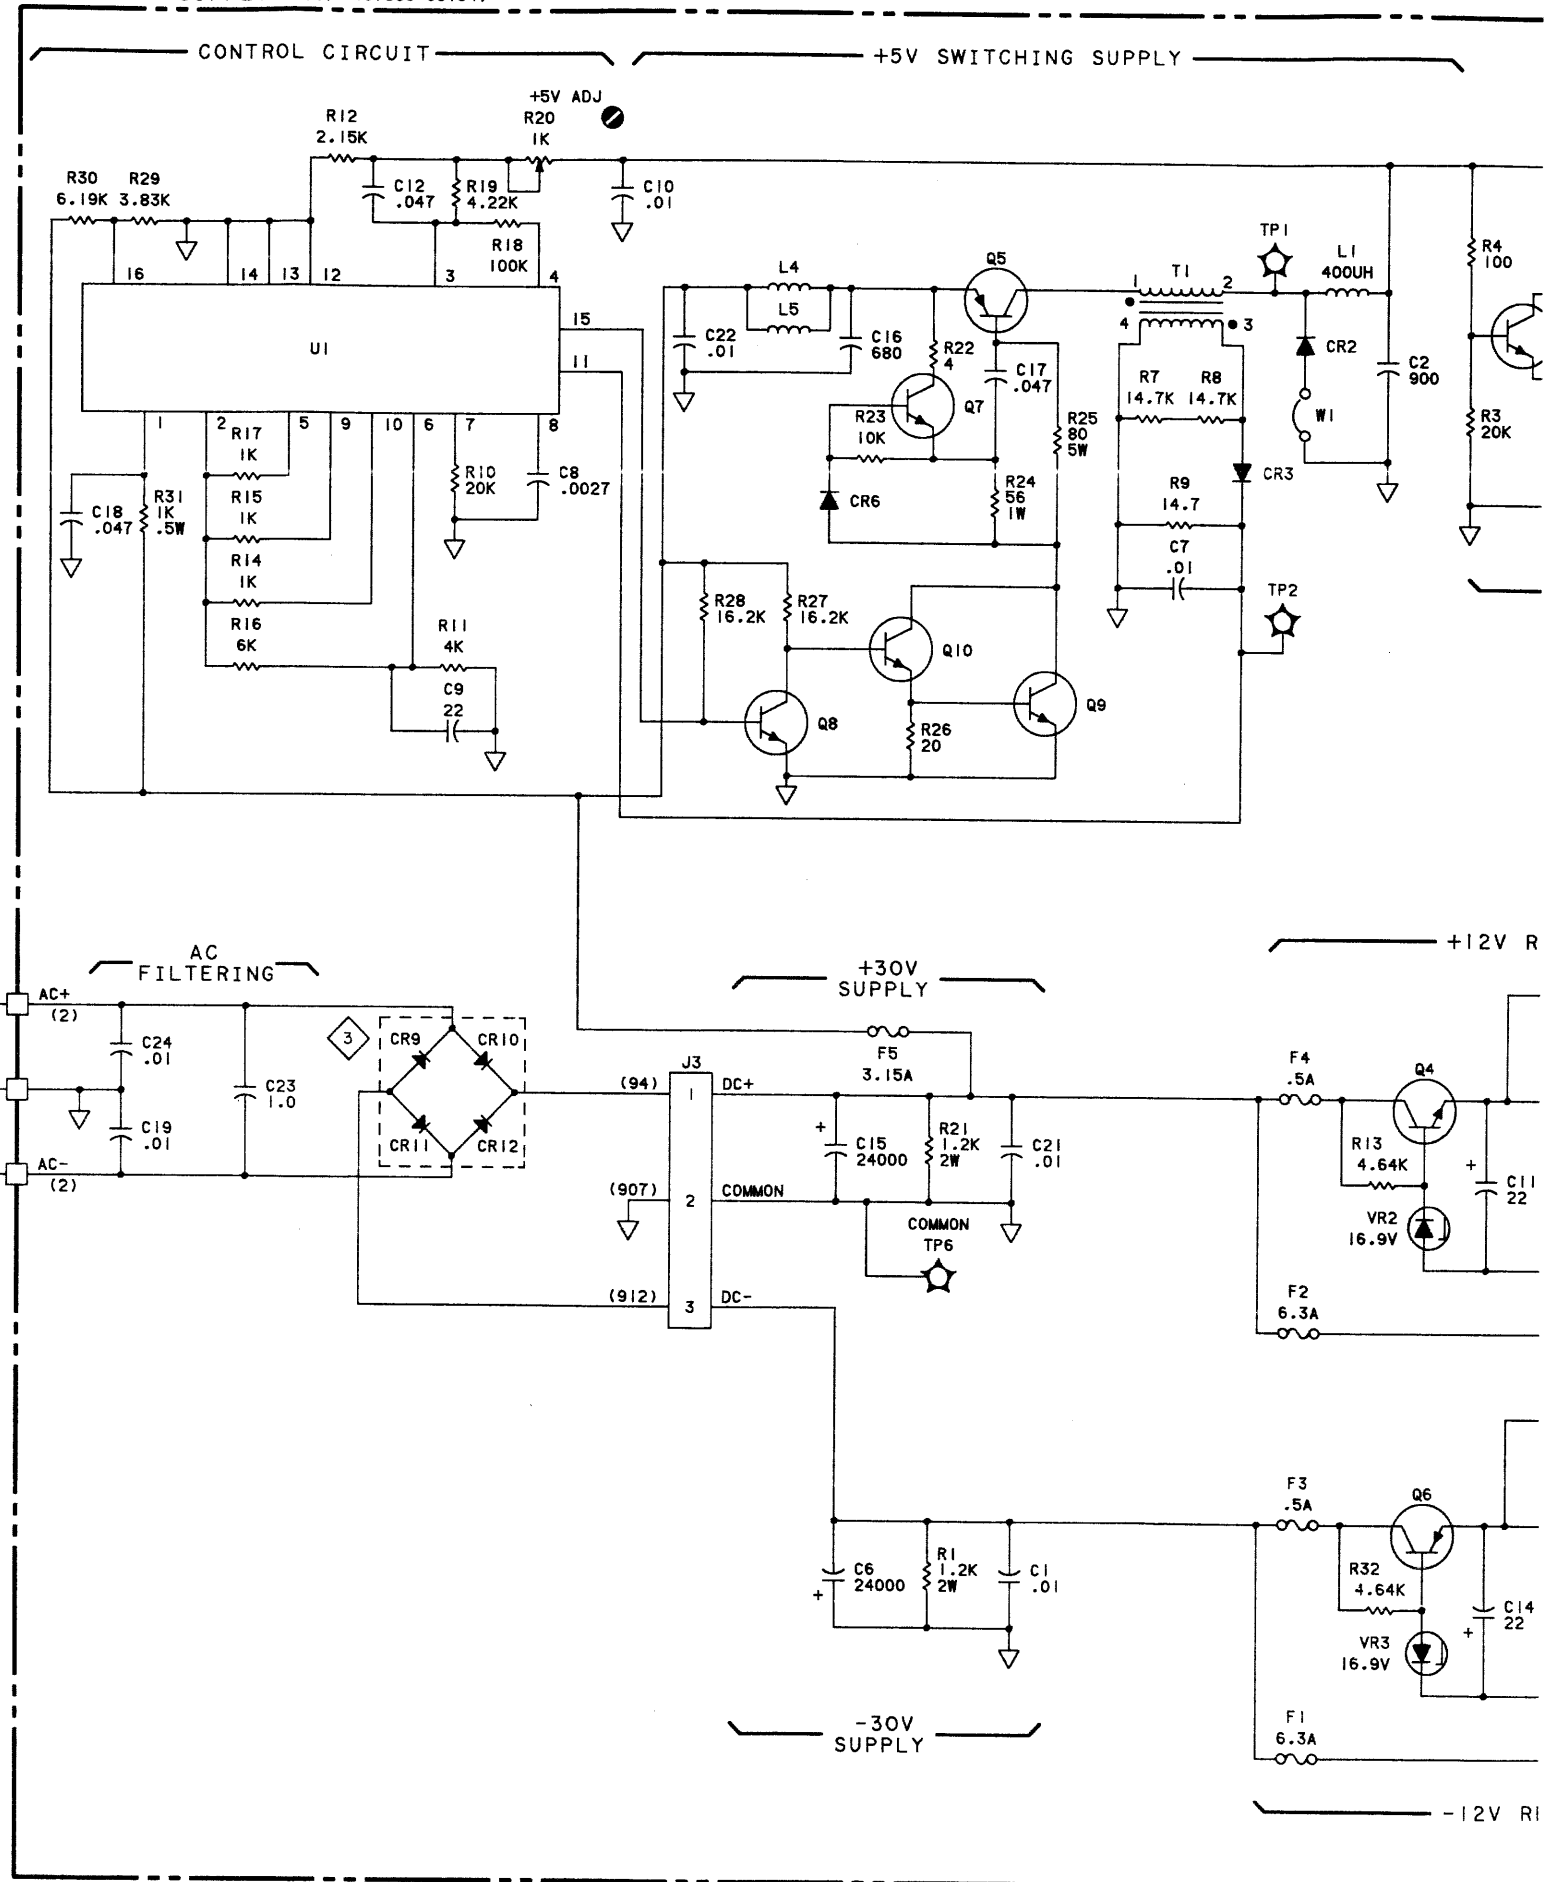 CONTROL CIRCUIT
+5V SWITCHING SUPPLY
+5V ADJ
R12
2.15K
R20
1K
R30
6.19K
R29
3.83K
C12
.047
R19
4.22K
C10
.01
R18
100K
16
14
13
12
3
4
U1
15
11
1
2
5
9
10
6
7
8
R17
1K
R15
1K
R14
1K
R16
6K
R10
20K
C8
.0027
C18
.047
R31
1K
.5W
R11
4K
C9
22
L4
L5
Q5
C22
.01
C16
680
R22
4
C17
.047
Q7
R23
10K
R25
80
5W
CR6
R24
56
1W
R28
16.2K
R27
16.2K
Q10
Q8
R26
20
Q9
1
T1
2
4
3
TP1
L1
400UH
CR2
C2
900
W1
R7
14.7K
R8
14.7K
CR3
R9
14.7
C7
.01
TP2
R4
100
R3
20K
AC
FILTERING
+30V
SUPPLY
+12V R
AC+
(2)
C24
.01
C23
1.0
C19
.01
AC-
(2)
3
CR9
CR10
CR11
CR12
F5
3.15A
J3
(94)
1
DC+
C15
24000
+
R21
1.2K
2W
C21
.01
(907)
2
COMMON
COMMON
TP6
(912)
3
DC-
F4
.5A
Q4
R13
4.64K
+
C11
22
VR2
16.9V
F2
6.3A
C6
24000
+
R1
1.2K
2W
C1
.01
F3
.5A
Q6
R32
4.64K
C14
22
+
VR3
16.9V
-30V
SUPPLY
F1
6.3A
-12V RI